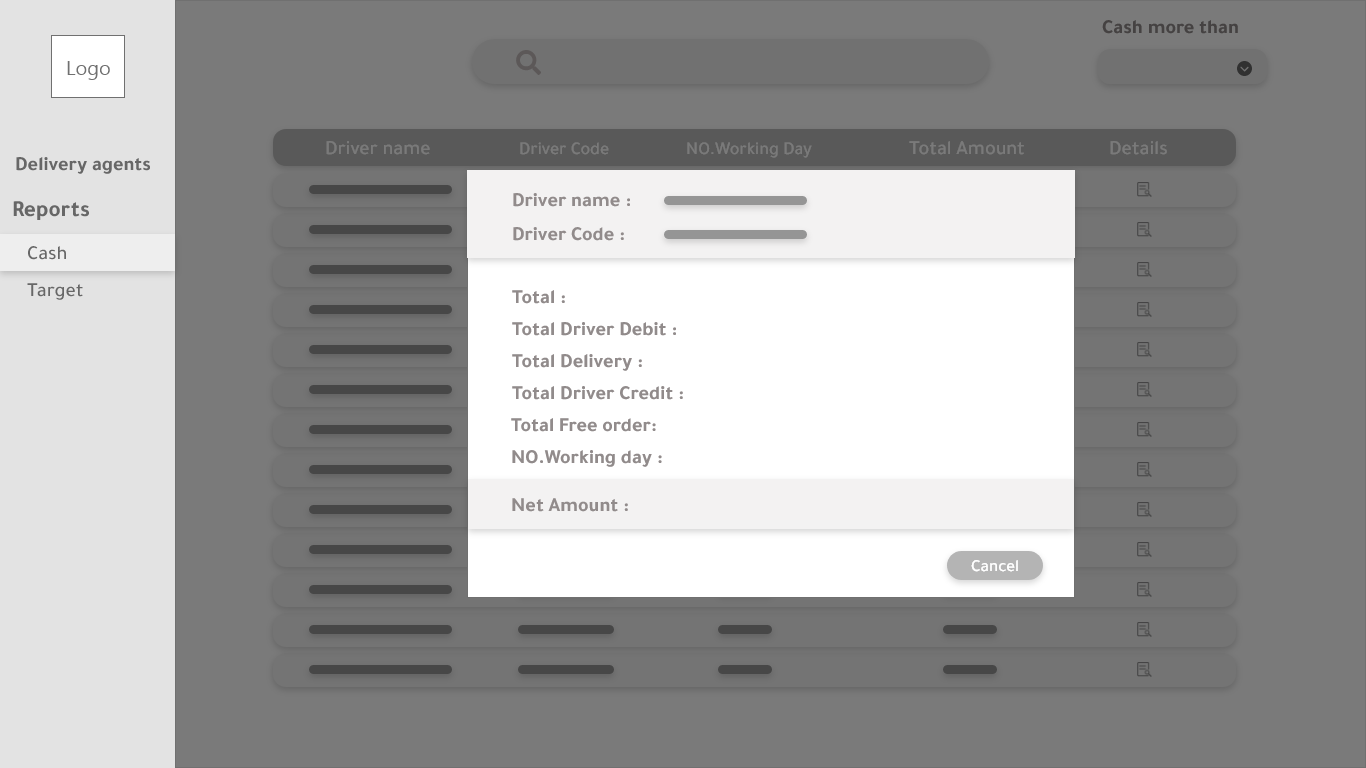 Logo
Delivery agents
Reports
Cash
Target
Cash more than
Driver name Driver Code NO.Working Day Total Amount Details
Driver name :
Driver Code :
Total :
Total Driver Debit :
Total Delivery :
Total Driver Credit :
Total Free order:
NO.Working day :
Net Amount :
Cancel